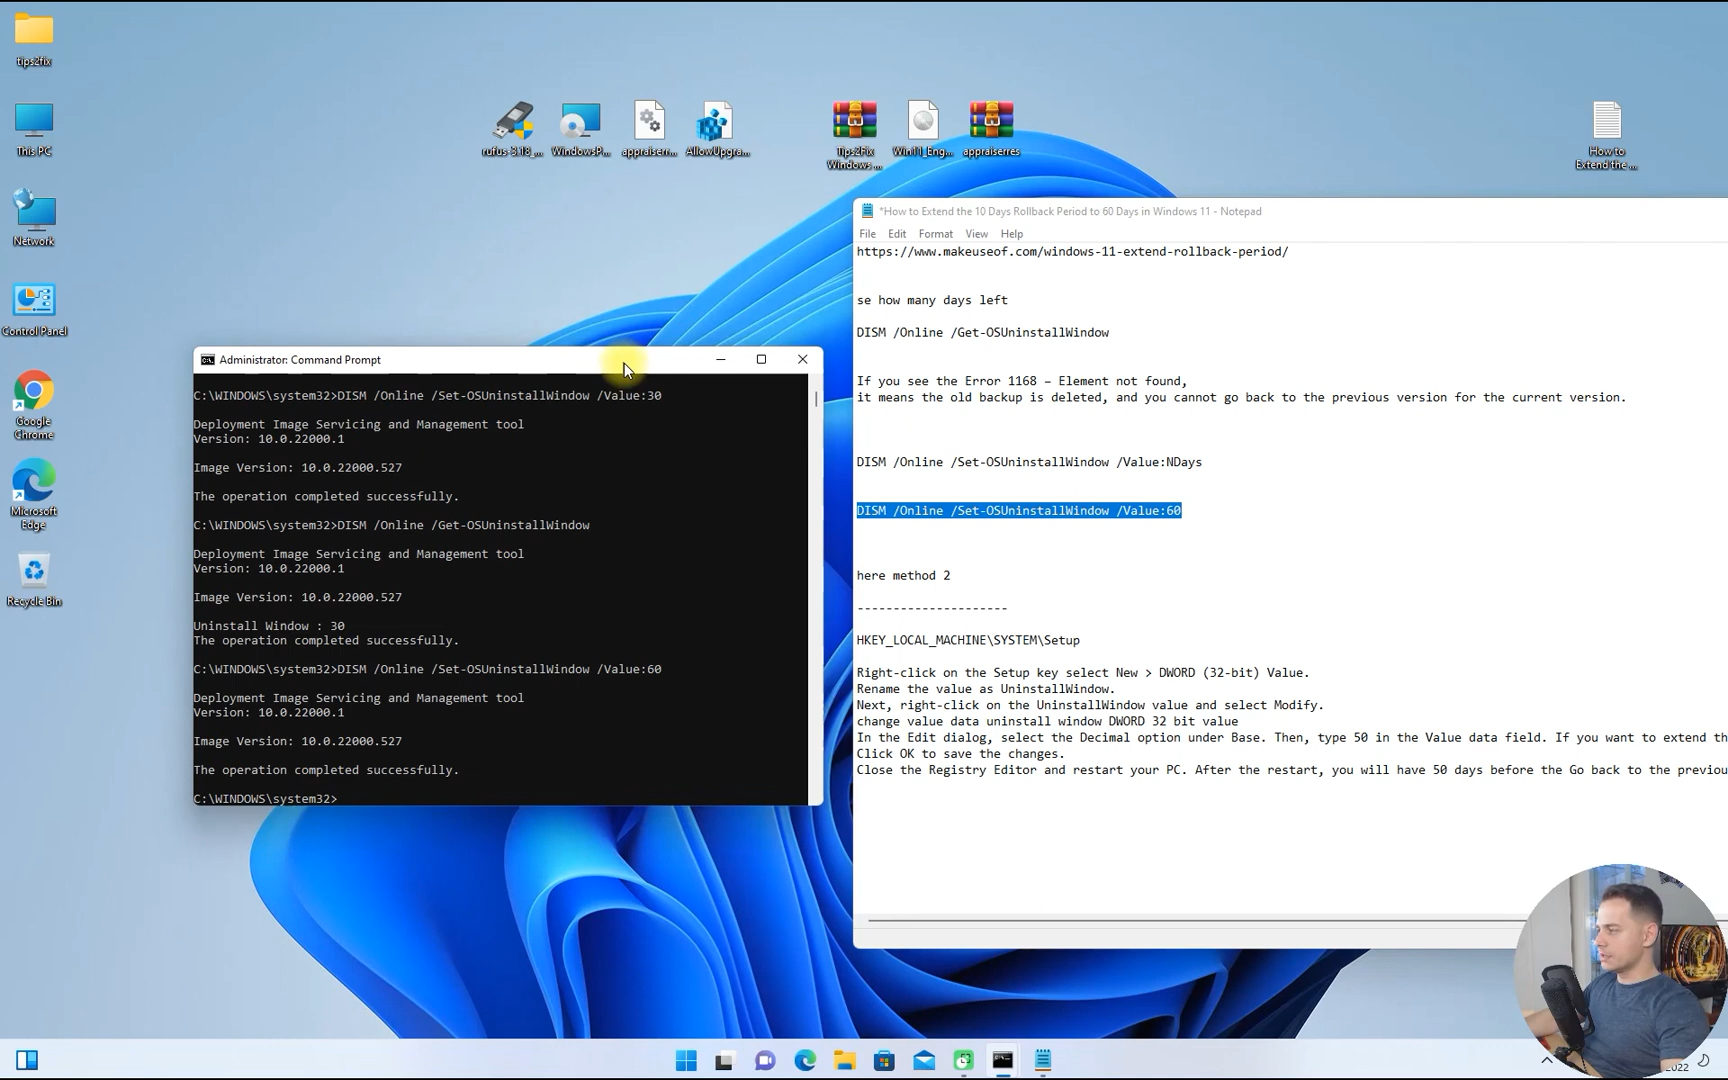 tips2fix
This PC
Network
Control Panel
Google
Chrome
Microsoft
Edge
Recycle Bin
rufus-3.18_...
WindowsP...
appraiserr...
AllowUpgra...
Tips2Fix
Windows ...
Win11_Eng...
appraiserres
How to
Extend the ...
Administrator: Command Prompt
C:\WINDOWS\system32>DISM /Online /Set-OSUninstallWindow /Value:30
Deployment Image Servicing and Management tool
Version: 10.0.22000.1
Image Version: 10.0.22000.527
The operation completed successfully.
C:\WINDOWS\system32>DISM /Online /Get-OSUninstallWindow
Deployment Image Servicing and Management tool
Version: 10.0.22000.1
Image Version: 10.0.22000.527
Uninstall Window : 30
The operation completed successfully.
C:\WINDOWS\system32>DISM /Online /Set-OSUninstallWindow /Value:60
Deployment Image Servicing and Management tool
Version: 10.0.22000.1
Image Version: 10.0.22000.527
The operation completed successfully.
C:\WINDOWS\system32>
*How to Extend the 10 Days Rollback Period to 60 Days in Windows 11 - Notepad
File Edit Format View Help
https://www.makeuseof.com/windows-11-extend-rollback-period/
se how many days left
DISM /Online /Get-OSUninstallWindow
If you see the Error 1168 – Element not found,
it means the old backup is deleted, and you cannot go back to the previous version for the current version.
DISM /Online /Set-OSUninstallWindow /Value:NDays
DISM /Online /Set-OSUninstallWindow /Value:60
here method 2
---------------------
HKEY_LOCAL_MACHINE\SYSTEM\Setup
Right-click on the Setup key select New > DWORD (32-bit) Value.
Rename the value as UninstallWindow.
Next, right-click on the UninstallWindow value and select Modify.
change value data uninstall window DWORD 32 bit value
In the Edit dialog, select the Decimal option under Base. Then, type 50 in the Value data field. If you want to extend th
Click OK to save the changes.
Close the Registry Editor and restart your PC. After the restart, you will have 50 days before the Go back to the previou
2022